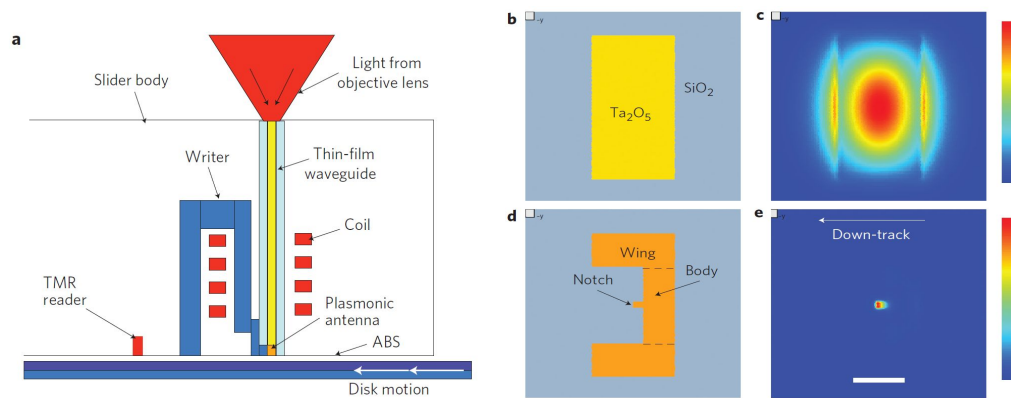 a
Light from
objective lens
Slider body
Thin-film
waveguide
Writer
Coil
TMR
reader
Plasmonic
antenna
ABS
Disk motion
b
-y
SiO2
Ta2O5
c
-y
d
-y
Wing
Body
Notch
e
-y
Down-track